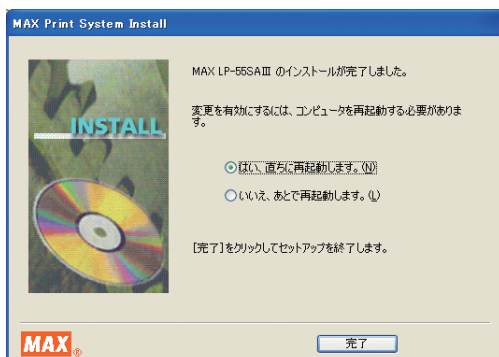 MAX Print System Install
INSTALL
MAX LP-55SAⅢ のインストールが完了しました。
変更を有効にするには、コンピュータを再起動する必要がありま
す。
はい、直ちに再起動します。(N)
いいえ、あとで再起動します。(L)
[完了]をクリックしてセットアップを終了します。
MAX®
完了